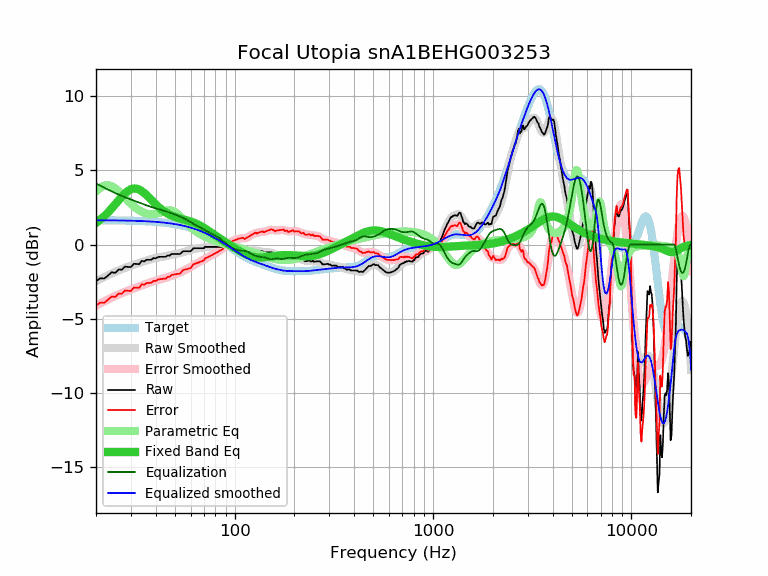 Focal Utopia snA1BEHG003253
10
5
0
−5
−10
−15
Amplitude (dBr)
Target
Raw Smoothed
Error Smoothed
Raw
Error
Parametric Eq
Fixed Band Eq
Equalization
Equalized smoothed
100
1000
10000
Frequency (Hz)